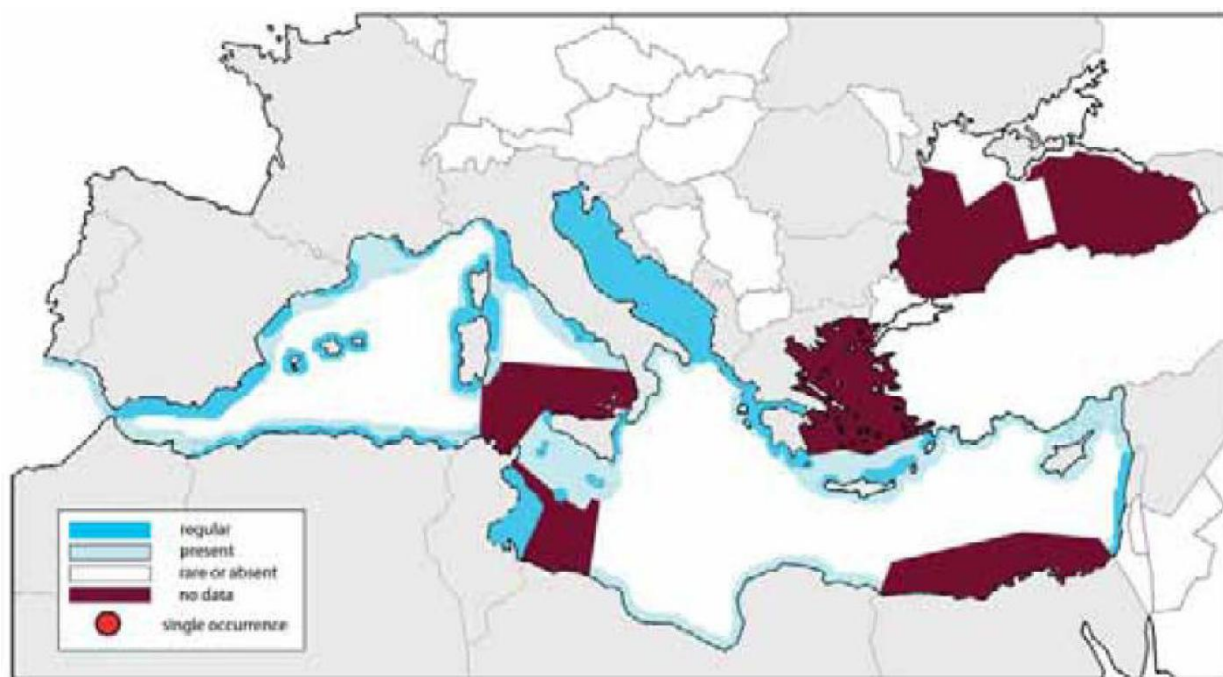 regular
present
rare or absent
no data
single occurrence